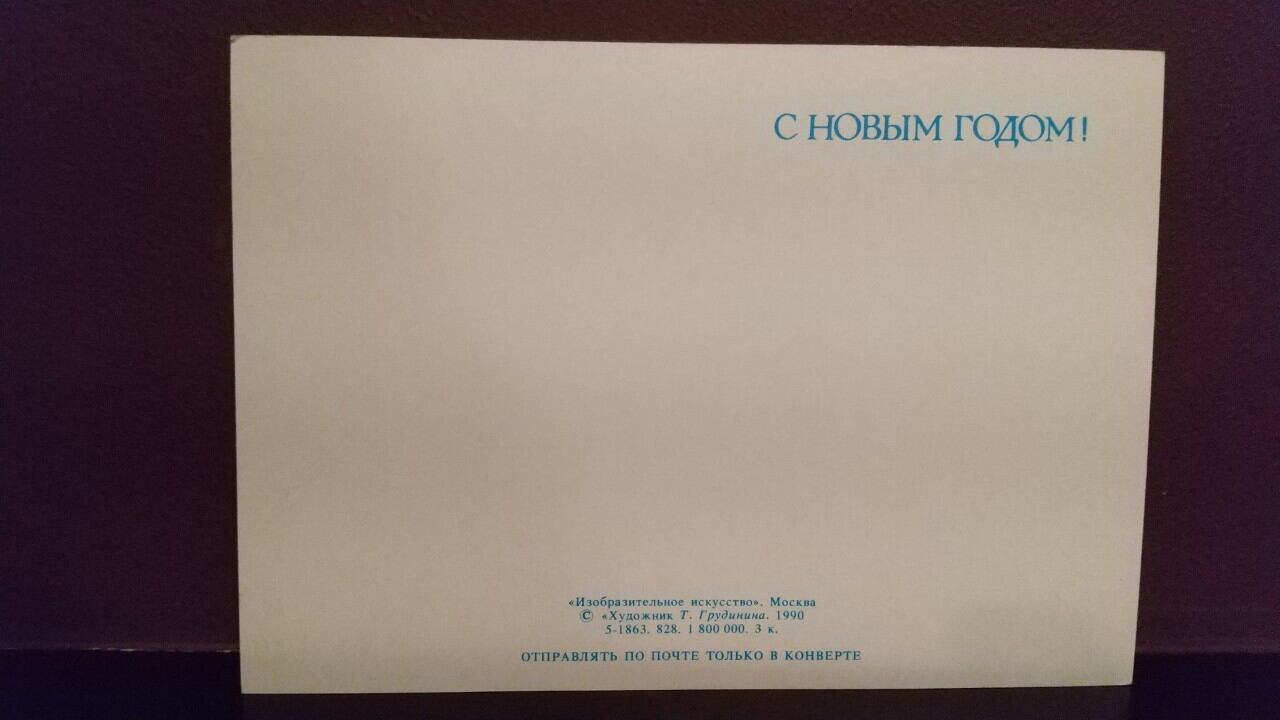 С НОВЫМ ГОДОМ!
«Изобразительное искусство». Москва
© «Художник Т. Грудинина. 1990
5-1863. 828. 1 800 000. 3 к.
ОТПРАВЛЯТЬ ПО ПОЧТЕ ТОЛЬКО В КОНВЕРТЕ